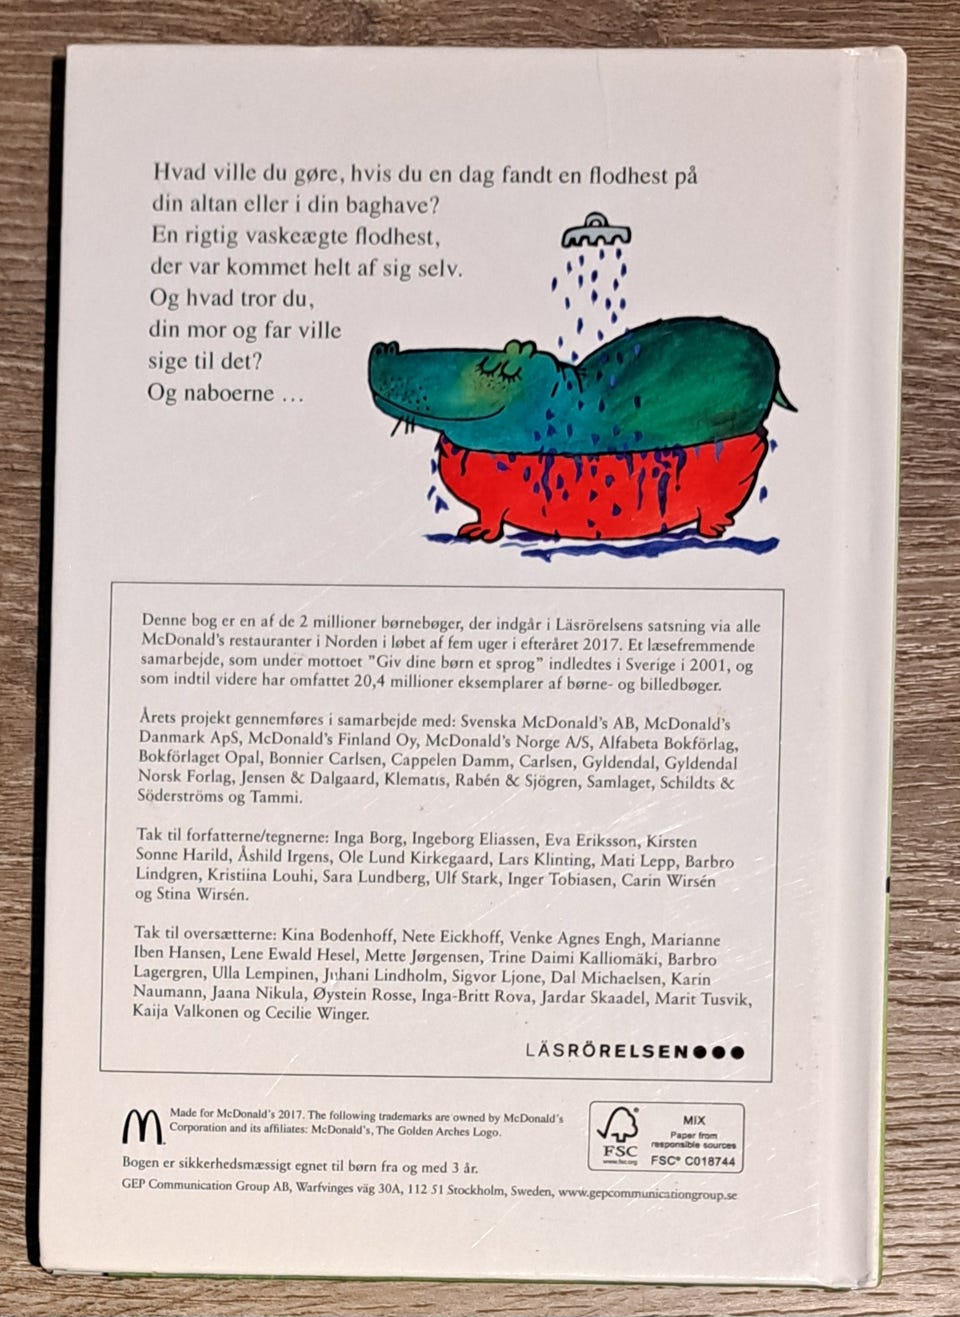 Hvad ville du gøre, hvis du en dag fandt en flodhest på
din altan eller i din baghave?
En rigtig vaskeægte flodhest,
der var kommet helt af sig selv.
Og hvad tror du,
din mor og far ville
sige til det?
Og naboerne ...
Denne bog er en af de 2 millioner børnebøger, der indgår i Läsrörelsens satsning via alle
McDonald's restauranter i Norden i løbet af fem uger i efteråret 2017. Et læsefremmende
samarbejde, som under mottoet "Giv dine børn et sprog" indledtes i Sverige i 2001, og
som indtil videre har omfattet 20,4 millioner eksemplarer af børne- og billedbøger.
Årets projekt gennemføres i samarbejde med: Svenska McDonald's AB, McDonald's
Danmark ApS, McDonald's Finland Oy, McDonald's Norge A/S, Alfabeta Bokförlag,
Bokförlaget Opal, Bonnier Carlsen, Cappelen Damm, Carlsen, Gyldendal, Gyldendal
Norsk Forlag, Jensen & Dalgaard, Klematis, Rabén & Sjögren, Samlaget, Schildts &
Söderströms og Tammi.
Tak til forfatterne/tegnerne: Inga Borg, Ingeborg Eliassen, Eva Eriksson, Kirsten
Sonne Harild, Åshild Irgens, Ole Lund Kirkegaard, Lars Klinting, Mati Lepp, Barbro
Lindgren, Kristiina Louhi, Sara Lundberg, Ulf Stark, Inger Tobiasen, Carin Wirsén
og Stina Wirsén.
Tak til oversætterne: Kina Bodenhoff, Nete Eickhoff, Venke Agnes Engh, Marianne
Iben Hansen, Lene Ewald Hesel, Mette Jørgensen, Trine Daimi Kalliomäki, Barbro
Lagergren, Ulla Lempinen, Juhani Lindholm, Sigvor Ljone, Dal Michaelsen, Karin
Naumann, Jaana Nikula, Øystein Rosse, Inga-Britt Rova, Jardar Skaadel, Marit Tusvik,
Kaija Valkonen og Cecilie Winger.
LÄSRÖRELSEN●●●
Made for McDonald's 2017. The following trademarks are owned by McDonald's
Corporation and its affiliates: McDonald's, The Golden Arches Logo.
Bogen er sikkerhedsmæssigt egnet til børn fra og med 3 år.
GEP Communication Group AB, Warfvinges väg 30A, 112 51 Stockholm, Sweden, www.gepcommunicationgroup.se
FSC
www.fsc.org
MIX
Paper from
responsible sources
FSC® C018744